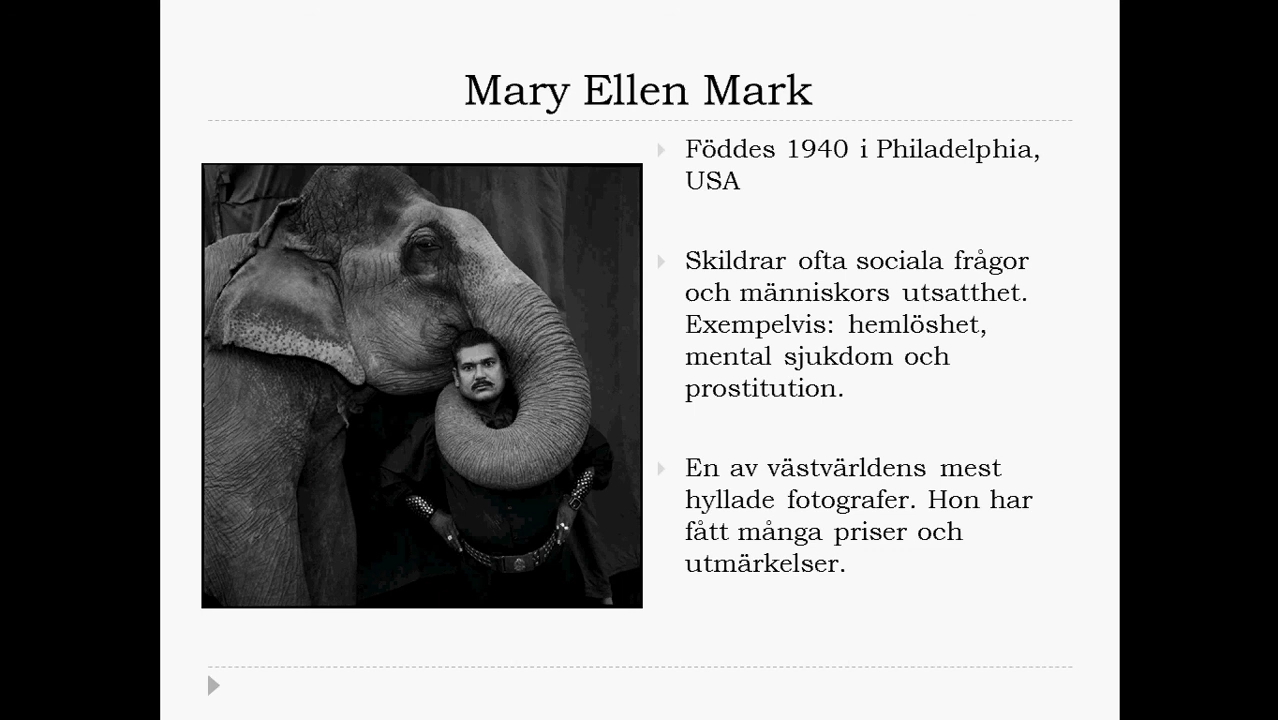 Mary Ellen Mark
Föddes 1940 i Philadelphia,
USA
Skildrar ofta sociala frågor
och människors utsatthet.
Exempelvis: hemlöshet,
mental sjukdom och
prostitution.
En av västvärldens mest
hyllade fotografer. Hon har
fått många priser och
utmärkelser.